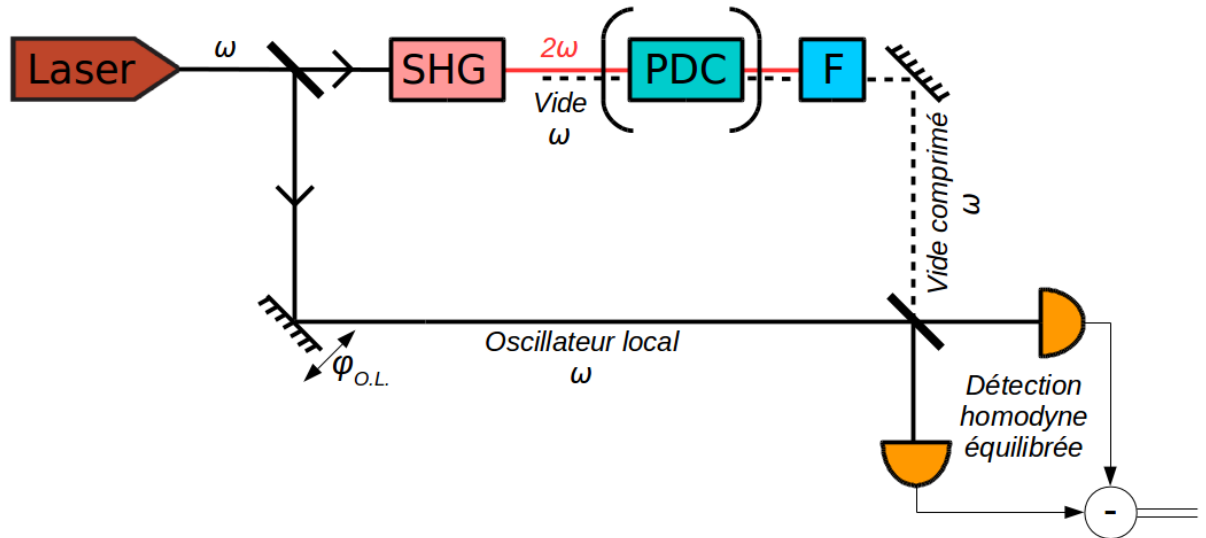 Laser
ω
SHG
2ω
Vide
ω
PDC
F
Vide comprimé
ω
Oscillateur local
ω
φO.L.
Détection
homodyne
équilibrée
-